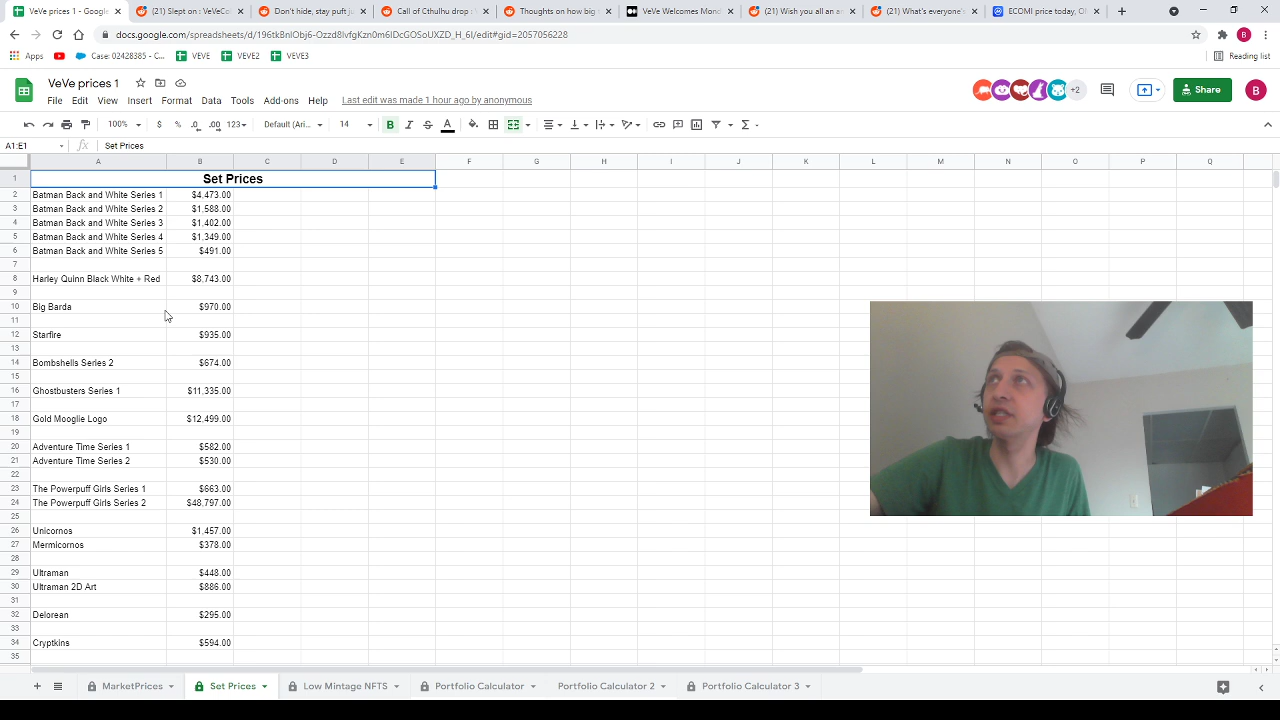 VeVe prices 1 - Goog
(21) Slept on : VeVeCol
Don't hide, stay puft ju
Call of Cthulhu drop s
Thoughts on how big
VeVe Welcomes Mond
(21) Wish you all an am
(21) What's everyone's
ECOMI price today, O
docs.google.com/spreadsheets/d/
/edit#gid=2057056228
B
Apps
Case: 02428385 - C...
VEVE
VEVE2
VEVE3
Reading list
VeVe prices 1
+2
Share
B
File Edit View Insert Format Data Tools Add-ons Help Last edit was made 1 hour ago by anonymous
100% $ % .0 .00 123 Default (Ari... 14 B I S A Σ
A1:E1 fx Set Prices
A B C D E F G H I J K L M N O P Q
1 Set Prices
2 Batman Back and White Series 1 $4,473.00
3 Batman Back and White Series 2 $1,588.00
4 Batman Back and White Series 3 $1,402.00
5 Batman Back and White Series 4 $1,349.00
6 Batman Back and White Series 5 $491.00
7
8 Harley Quinn Black White + Red $8,743.00
9
10 Big Barda $970.00
11
12 Starfire $935.00
13
14 Bombshells Series 2 $674.00
15
16 Ghostbusters Series 1 $11,335.00
17
18 Gold Mooglie Logo $12,499.00
19
20 Adventure Time Series 1 $582.00
21 Adventure Time Series 2 $530.00
22
23 The Powerpuff Girls Series 1 $663.00
24 The Powerpuff Girls Series 2 $48,797.00
25
26 Unicornos $1,457.00
27 Mermicornos $378.00
28
29 Ultraman $448.00
30 Ultraman 2D Art $886.00
31
32 Delorean $295.00
33
34 Cryptkins $594.00
35
MarketPrices Set Prices Low Mintage NFTS Portfolio Calculator Portfolio Calculator 2 Portfolio Calculator 3